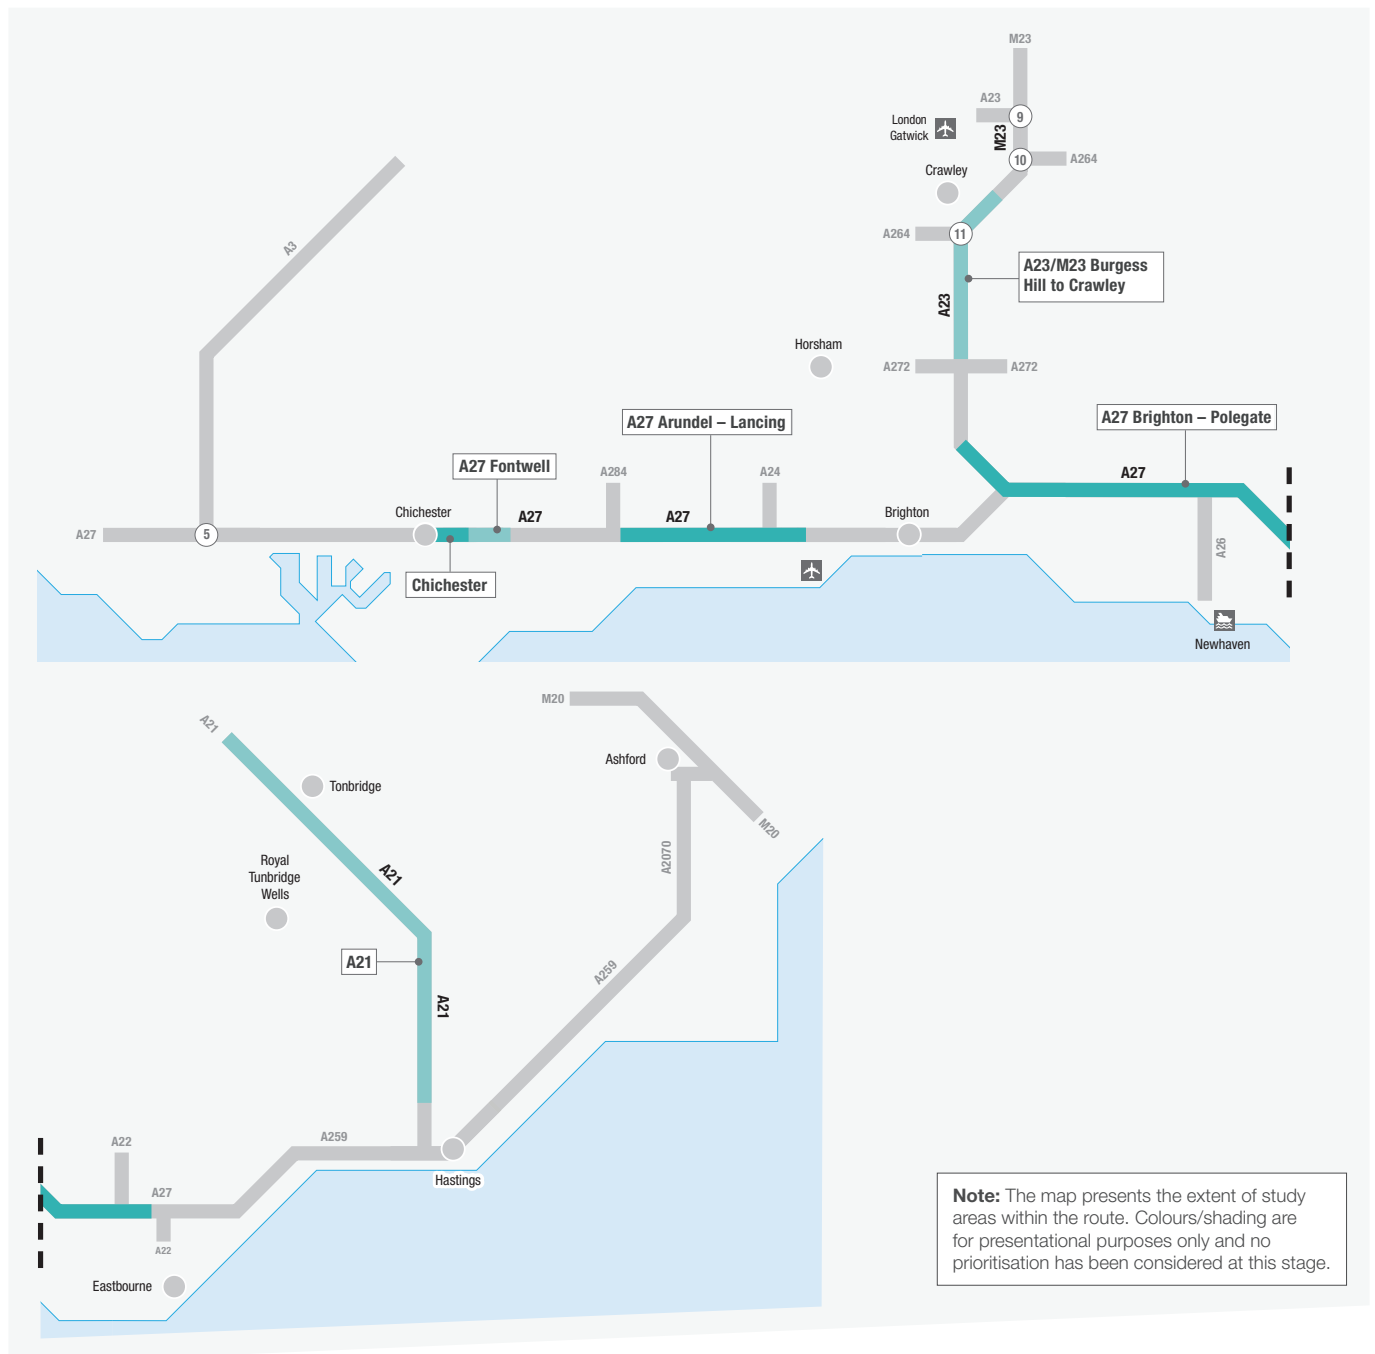 M23
A23
9
London
Gatwick
M23
10
A264
Crawley
A3
A264
11
A23/M23 Burgess
Hill to Crawley
A23
Horsham
A272
A272
A27 Arundel – Lancing
A27 Brighton – Polegate
A27 Fontwell
A284
A24
A27
Chichester
A27
A27
Brighton
A27
5
A26
Chichester
Newhaven
M20
A21
Ashford
Tonbridge
M20
A2070
Royal
Tunbridge
Wells
A21
A21
A259
A21
A22
A259
Hastings
A27
A22
Eastbourne
Note: The map presents the extent of study
areas within the route. Colours/shading are
for presentational purposes only and no
prioritisation has been considered at this stage.